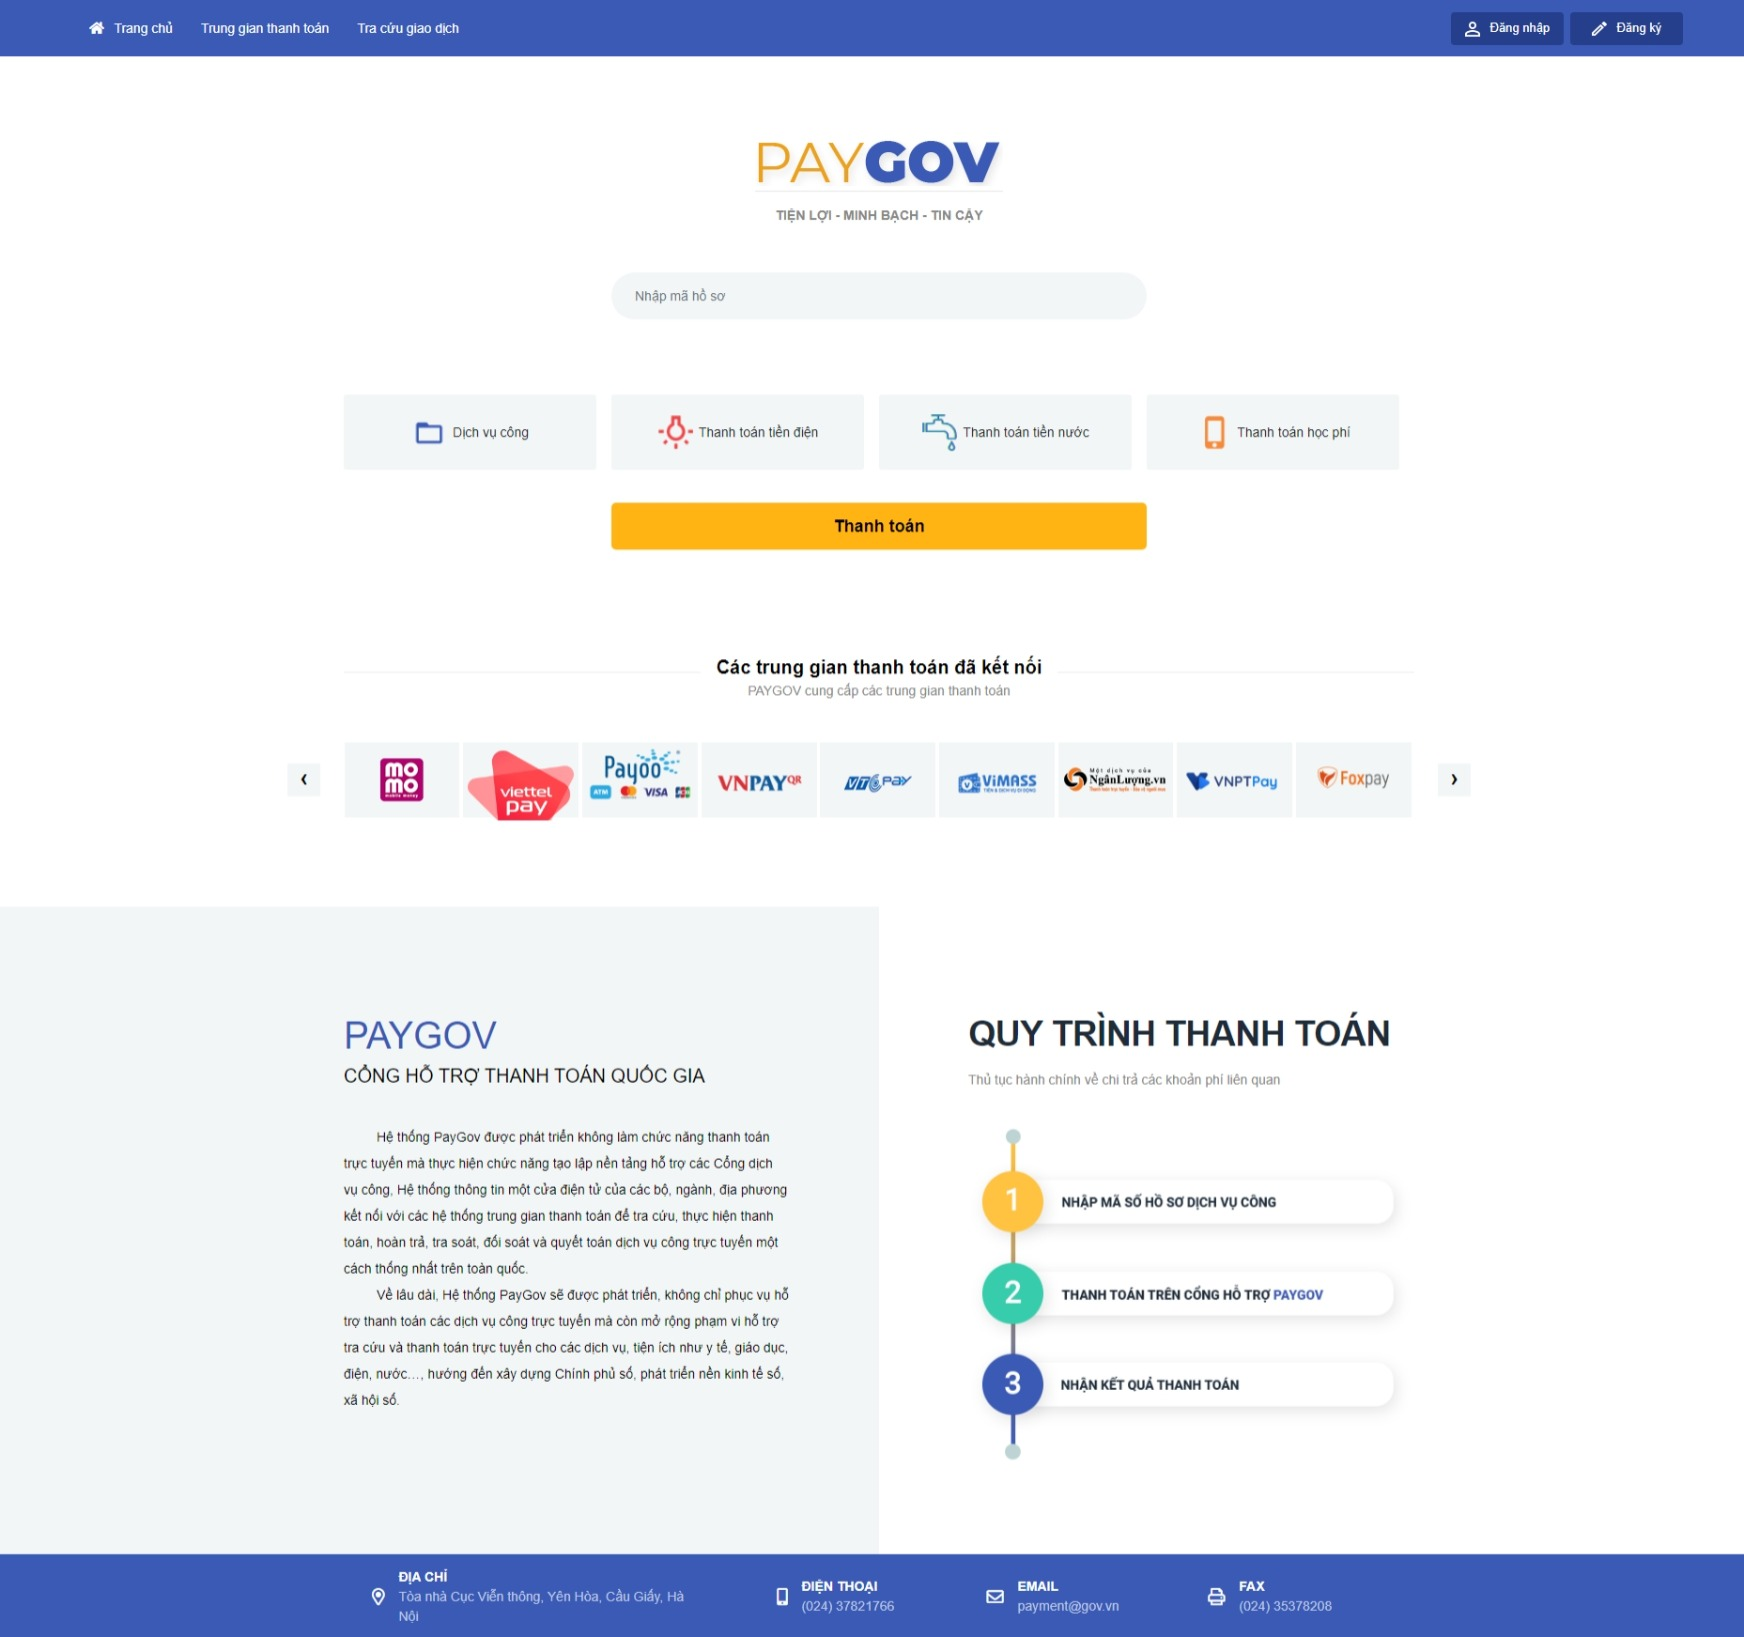 Trang chủ
Trung gian thanh toán
Tra cứu giao dịch
Đăng nhập
Đăng ký
PAYGOV
TIỆN LỢI - MINH BẠCH - TIN CẬY
Nhập mã hồ sơ
Dịch vụ công
Thanh toán tiền điện
Thanh toán tiền nước
Thanh toán học phí
Thanh toán
Các trung gian thanh toán đã kết nối
PAYGOV cung cấp các trung gian thanh toán
mo
mo
mobile money
viettel
pay
Payoo
ATM
VISA
JCB
VNPAY QR
VTC Pay
ViMASS
TIỀN & DỊCH VỤ DI ĐỘNG
Một dịch vụ của
NgânLượng.vn
VNPTPay
Foxpay
PAYGOV
CỔNG HỖ TRỢ THANH TOÁN QUỐC GIA
Hệ thống PayGov được phát triển không làm chức năng thanh toán
trực tuyến mà thực hiện chức năng tạo lập nền tảng hỗ trợ các Cổng dịch
vụ công, Hệ thống thông tin một cửa điện tử của các bộ, ngành, địa phương
kết nối với các hệ thống trung gian thanh toán để tra cứu, thực hiện thanh
toán, hoàn trả, tra soát, đối soát và quyết toán dịch vụ công trực tuyến một
cách thống nhất trên toàn quốc.
Về lâu dài, Hệ thống PayGov sẽ được phát triển, không chỉ phục vụ hỗ
trợ thanh toán các dịch vụ công trực tuyến mà còn mở rộng phạm vi hỗ trợ
tra cứu và thanh toán trực tuyến cho các dịch vụ, tiện ích như y tế, giáo dục,
điện, nước..., hướng đến xây dựng Chính phủ số, phát triển nền kinh tế số,
xã hội số.
QUY TRÌNH THANH TOÁN
Thủ tục hành chính về chi trả các khoản phí liên quan
1
NHẬP MÃ SỐ HỒ SƠ DỊCH VỤ CÔNG
2
THANH TOÁN TRÊN CỔNG HỖ TRỢ PAYGOV
3
NHẬN KẾT QUẢ THANH TOÁN
ĐỊA CHỈ
Tòa nhà Cục Viễn thông, Yên Hòa, Cầu Giấy, Hà
Nội
ĐIỆN THOẠI
(024) 37821766
EMAIL
payment@gov.vn
FAX
(024) 35378208